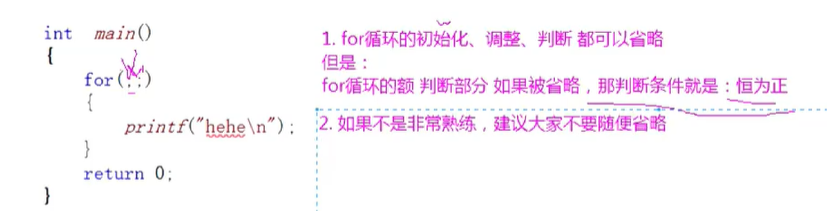 int main()
{
for(;;)
{
printf("hehe\n");
}
return 0;
}
1. for循环的初始化、调整、判断 都可以省略
但是：
for循环的额 判断部分 如果被省略，那判断条件就是：恒为正
2. 如果不是非常熟练，建议大家不要随便省略